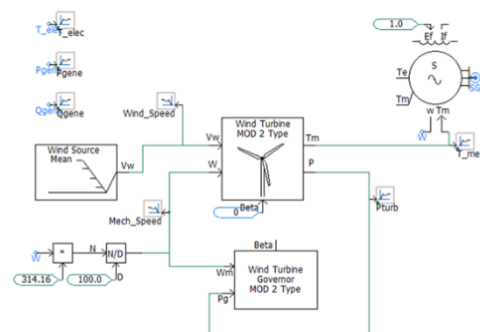 1.0
Ef If
T_elec
T_elec
Pgene
Pgene
Qgene
Qgene
S
Te
Tm
w Tm
W
Wind_Speed
Wind Turbine
MOD 2 Type
Vw
W
Tm
P
Beta
0
Wind Source
Mean
Vw
Pturb
Mech_Speed
W
*
N
N/D
D
314.16
100.0
Beta
Wm
Pg
Wind Turbine
Governor
MOD 2 Type